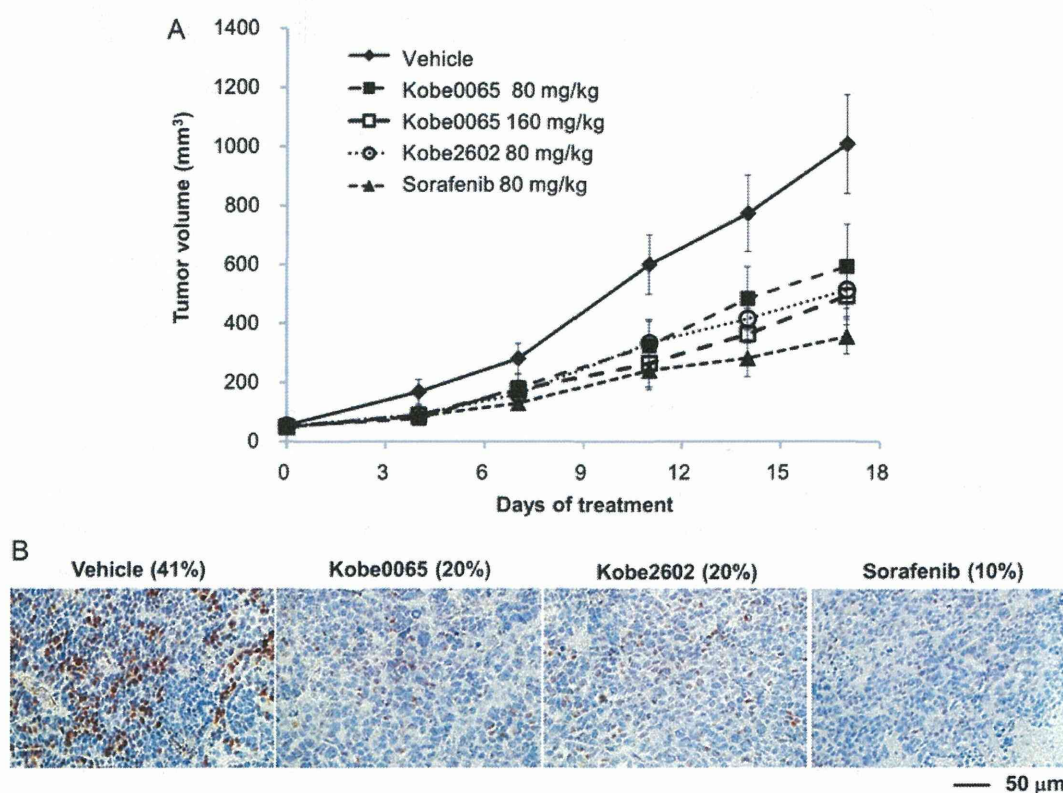 A
1400
1200
1000
800
600
400
200
0
Tumor volume (mm³)
Vehicle
Kobe0065 80 mg/kg
Kobe0065 160 mg/kg
Kobe2602 80 mg/kg
Sorafenib 80 mg/kg
0 3 6 9 12 15 18
Days of treatment
B
Vehicle (41%) Kobe0065 (20%) Kobe2602 (20%) Sorafenib (10%)
50 μm